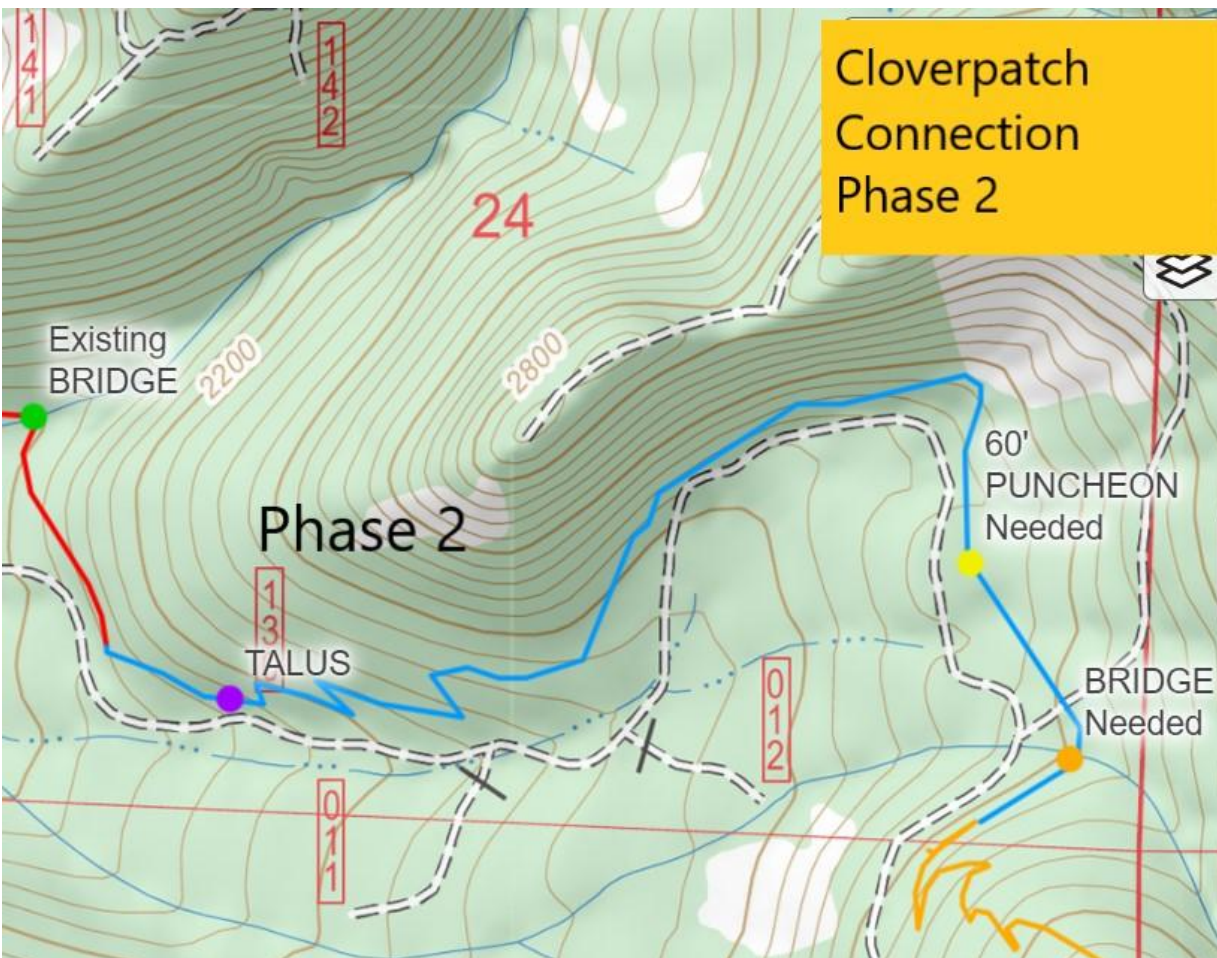 141
142
Cloverpatch
Connection
Phase 2
24
Existing
BRIDGE
2200
2800
60'
PUNCHEON
Needed
Phase 2
TALUS
012
BRIDGE
Needed
011